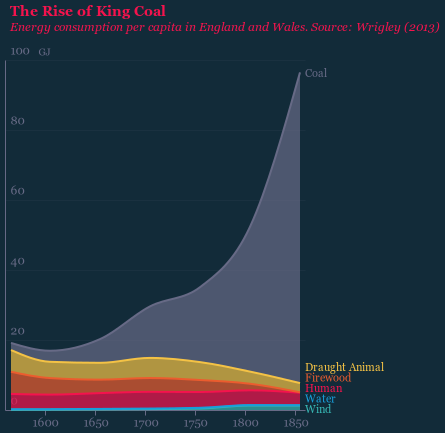 The Rise of King Coal
Energy consumption per capita in England and Wales. Source: Wrigley (2013)
100 GJ
Coal
80
60
40
20
Draught Animal
Firewood
Human
0
Water
Wind
1600 1650 1700 1750 1800 1850